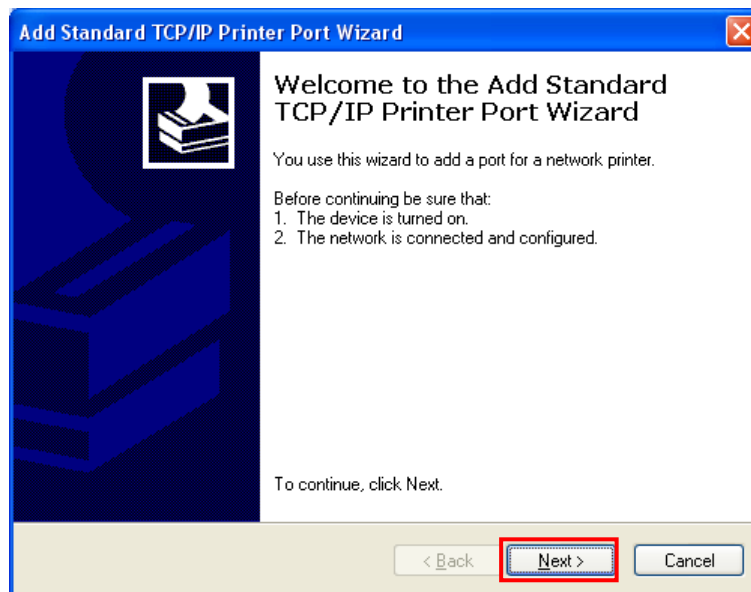 Add Standard TCP/IP Printer Port Wizard
Welcome to the Add Standard
TCP/IP Printer Port Wizard
You use this wizard to add a port for a network printer.
Before continuing be sure that:
1. The device is turned on.
2. The network is connected and configured.
To continue, click Next.
< Back
Next >
Cancel